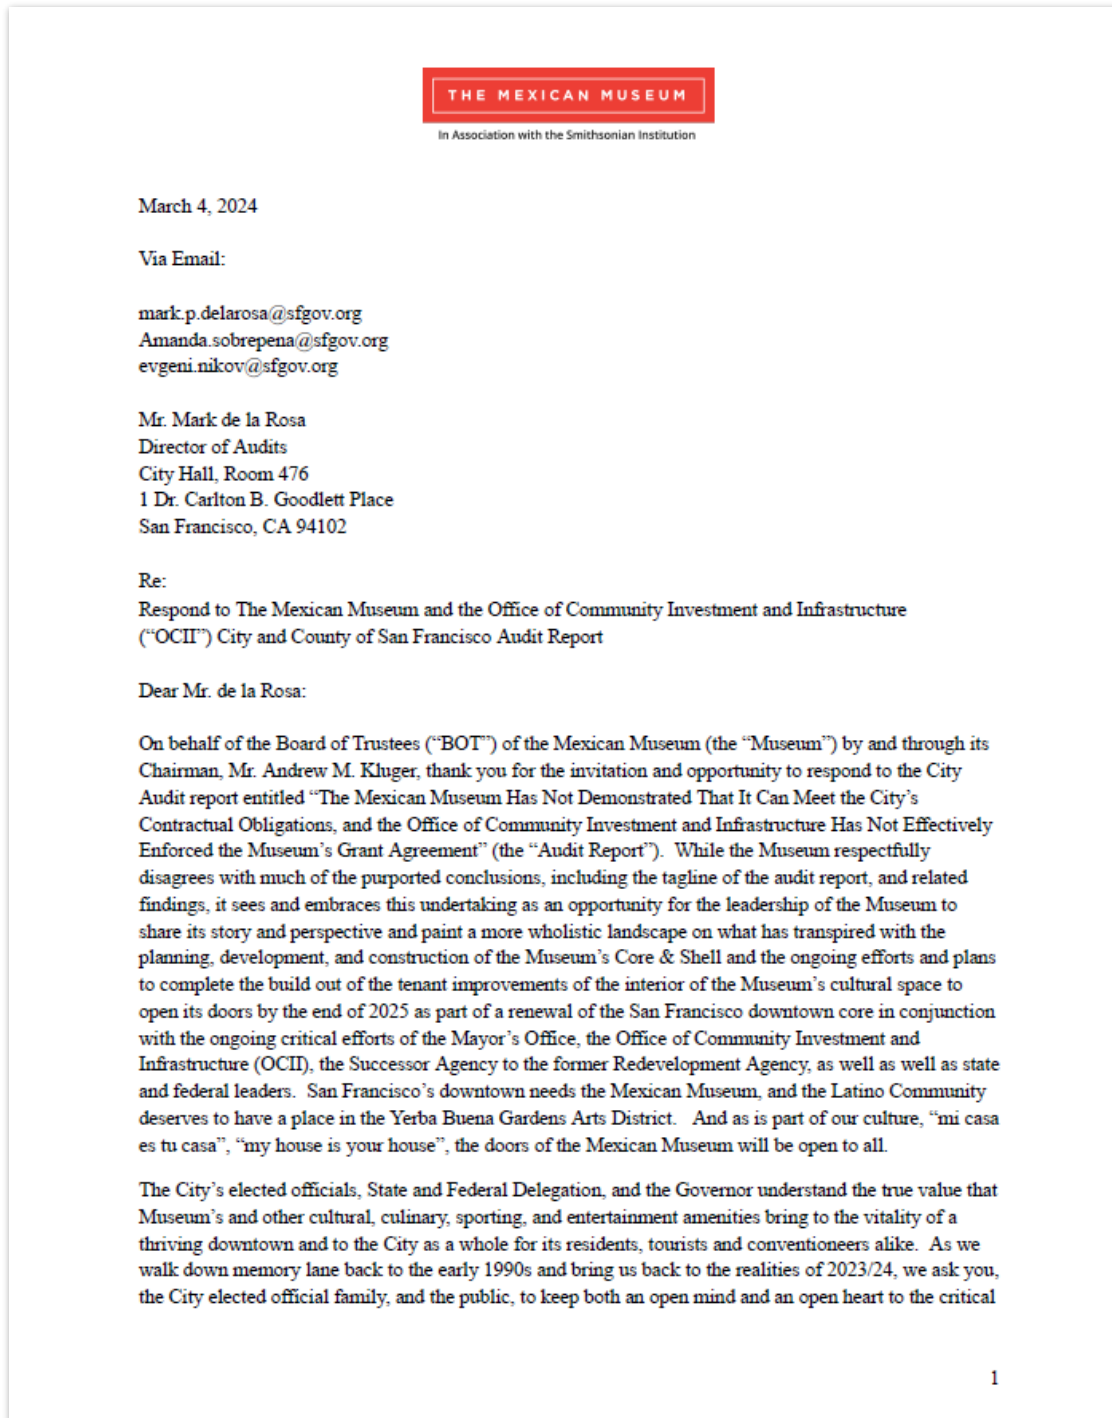 THE MEXICAN MUSEUM
In Association with the Smithsonian Institution
March 4, 2024
Via Email:
mark.p.delarosa@sfgov.org
Amanda.sobrepena@sfgov.org
evgeni.nikov@sfgov.org
Mr. Mark de la Rosa
Director of Audits
City Hall, Room 476
1 Dr. Carlton B. Goodlett Place
San Francisco, CA 94102
Re:
Respond to The Mexican Museum and the Office of Community Investment and Infrastructure
(“OCII”) City and County of San Francisco Audit Report
Dear Mr. de la Rosa:
On behalf of the Board of Trustees (“BOT”) of the Mexican Museum (the “Museum”) by and through its
Chairman, Mr. Andrew M. Kluger, thank you for the invitation and opportunity to respond to the City
Audit report entitled “The Mexican Museum Has Not Demonstrated That It Can Meet the City’s
Contractual Obligations, and the Office of Community Investment and Infrastructure Has Not Effectively
Enforced the Museum’s Grant Agreement” (the “Audit Report”).  While the Museum respectfully
disagrees with much of the purported conclusions, including the tagline of the audit report, and related
findings, it sees and embraces this undertaking as an opportunity for the leadership of the Museum to
share its story and perspective and paint a more wholistic landscape on what has transpired with the
planning, development, and construction of the Museum’s Core & Shell and the ongoing efforts and plans
to complete the build out of the tenant improvements of the interior of the Museum’s cultural space to
open its doors by the end of 2025 as part of a renewal of the San Francisco downtown core in conjunction
with the ongoing critical efforts of the Mayor’s Office, the Office of Community Investment and
Infrastructure (OCII), the Successor Agency to the former Redevelopment Agency, as well as well as state
and federal leaders.  San Francisco’s downtown needs the Mexican Museum, and the Latino Community
deserves to have a place in the Yerba Buena Gardens Arts District.   And as is part of our culture, “mi casa
es tu casa”, “my house is your house”, the doors of the Mexican Museum will be open to all.
The City’s elected officials, State and Federal Delegation, and the Governor understand the true value that
Museum’s and other cultural, culinary, sporting, and entertainment amenities bring to the vitality of a
thriving downtown and to the City as a whole for its residents, tourists and conventioneers alike.  As we
walk down memory lane back to the early 1990s and bring us back to the realities of 2023/24, we ask you,
the City elected official family, and the public, to keep both an open mind and an open heart to the critical
1